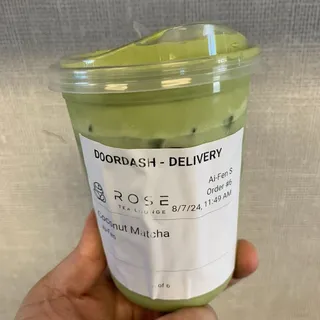 DOORDASH - DELIVERY
Ai-Fen S
Order #6
8/7/24, 11:49 AM
ROSE
TEA LOUNGE
Coconut Matcha
of 6